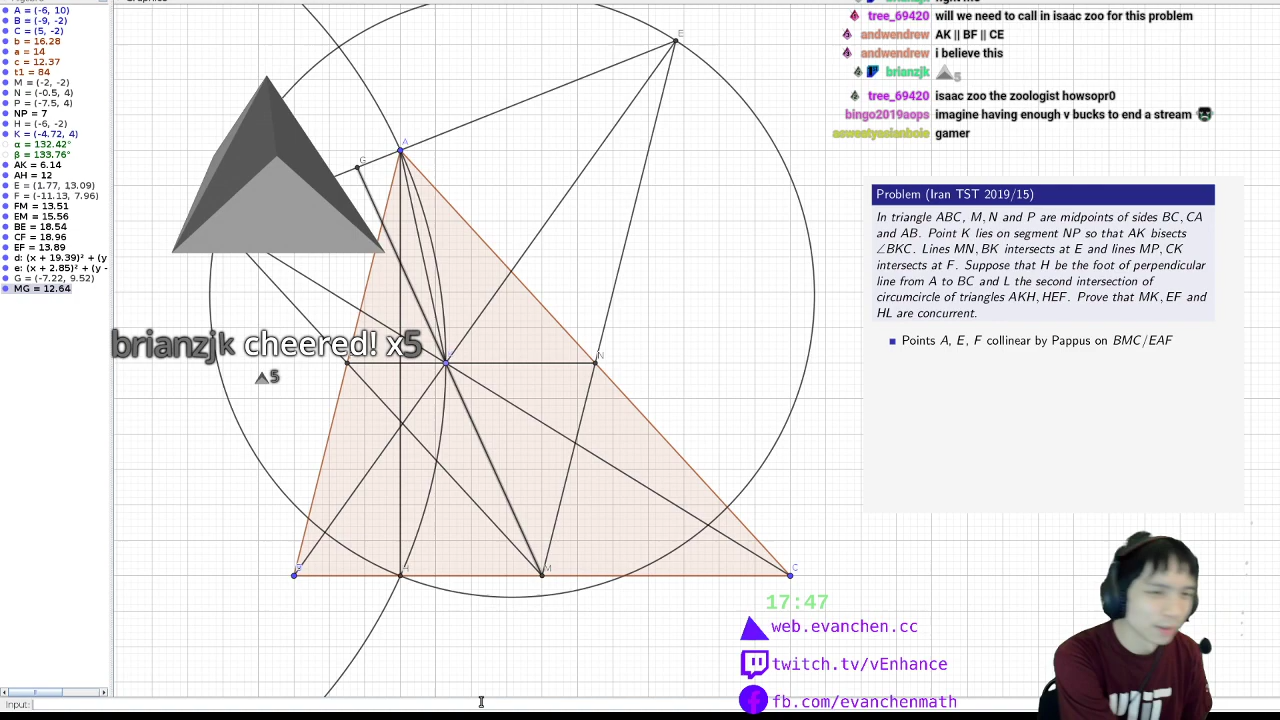 A = (-6, 10)
B = (-9, -2)
C = (5, -2)
b = 16.28
a = 14
c = 12.37
t1 = 84
M = (-2, -2)
N = (-0.5, 4)
P = (-7.5, 4)
NP = 7
H = (-6, -2)
K = (-4.72, 4)
α = 132.42°
β = 133.76°
AK = 6.14
AH = 12
E = (1.77, 13.09)
F = (-11.13, 7.96)
FM = 13.51
EM = 15.56
BE = 18.54
CF = 18.96
EF = 13.89
d: (x + 19.39)² + (y
e: (x + 2.85)² + (y -
G = (-7.22, 9.52)
MG = 12.64
Input:
E
A
G
N
B
H
M
C
brianzjk cheered! x5
5
tree_69420 will we need to call in isaac zoo for this problem
andwendrew AK || BF || CE
andwendrew i believe this
brianzjk 5
tree_69420 isaac zoo the zoologist howsopr0
bingo2019aops imagine having enough v bucks to end a stream
asweatyasianhoie gamer
Problem (Iran TST 2019/15)
In triangle ABC, M, N and P are midpoints of sides BC, CA
and AB. Point K lies on segment NP so that AK bisects
∠BKC. Lines MN, BK intersects at E and lines MP, CK
intersects at F. Suppose that H be the foot of perpendicular
line from A to BC and L the second intersection of
circumcircle of triangles AKH, HEF. Prove that MK, EF and
HL are concurrent.
Points A, E, F collinear by Pappus on BMC/EAF
17:47
web.evanchen.cc
twitch.tv/vEnhance
fb.com/evanchenmath